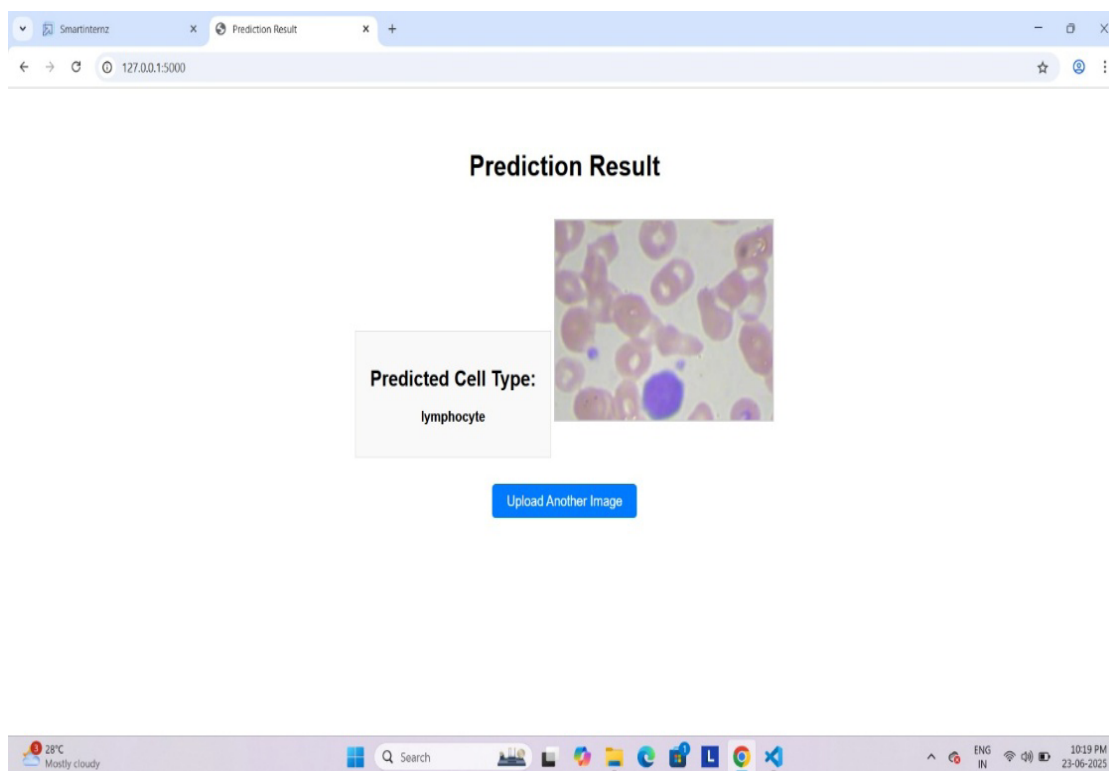 Smartinternz
Prediction Result
127.0.0.1:5000
Prediction Result
Predicted Cell Type:
lymphocyte
Upload Another Image
3
28°C
Mostly cloudy
Search
L
ENG
IN
10:19 PM
23-06-2025